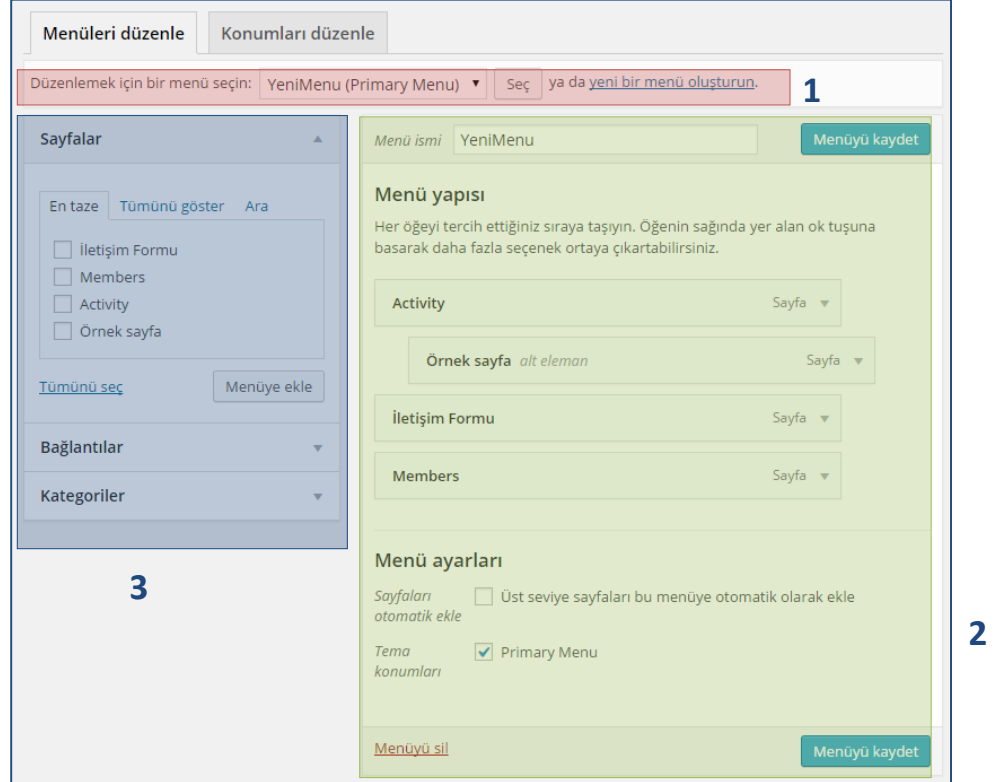 Menüleri düzenle
Konumları düzenle
Düzenlemek için bir menü seçin: YeniMenu (Primary Menu) Seç ya da yeni bir menü oluşturun.
1
Sayfalar
En taze Tümünü göster Ara
İletişim Formu
Members
Activity
Örnek sayfa
Tümünü seç Menüye ekle
Bağlantılar
Kategoriler
3
Menü ismi YeniMenu Menüyü kaydet
Menü yapısı
Her öğeyi tercih ettiğiniz sıraya taşıyın. Öğenin sağında yer alan ok tuşuna
basarak daha fazla seçenek ortaya çıkartabilirsiniz.
Activity Sayfa
Örnek sayfa alt eleman Sayfa
İletişim Formu Sayfa
Members Sayfa
Menü ayarları
Sayfaları
otomatik ekle
Üst seviye sayfaları bu menüye otomatik olarak ekle
Tema
konumları
Primary Menu
Menüyü sil Menüyü kaydet
2